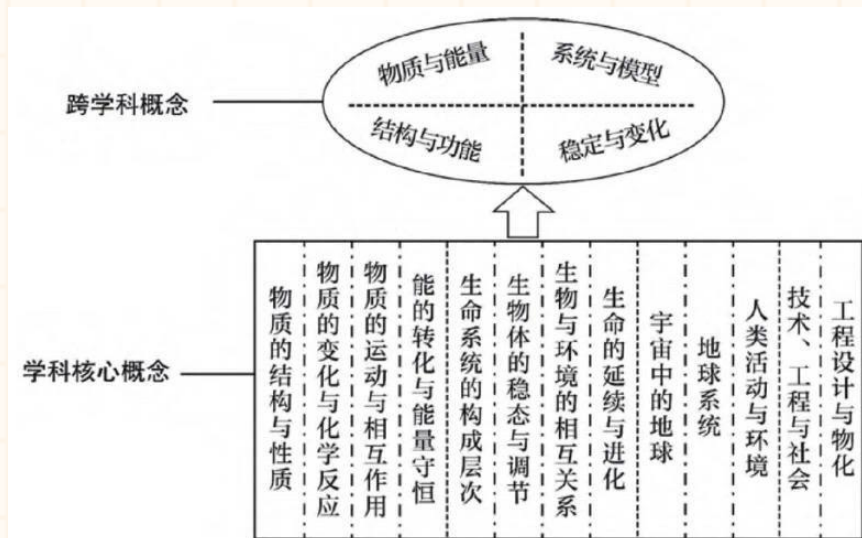 跨学科概念
物质与能量
系统与模型
结构与功能
稳定与变化
学科核心概念
物质的结构与性质
物质的变化与化学反应
物质的运动与相互作用
能的转化与能量守恒
生命系统的构成层次
生物体的稳态与调节
生物与环境的相互关系
生命的延续与进化
宇宙中的地球
地球系统
人类活动与环境
技术、工程与社会
工程设计与物化